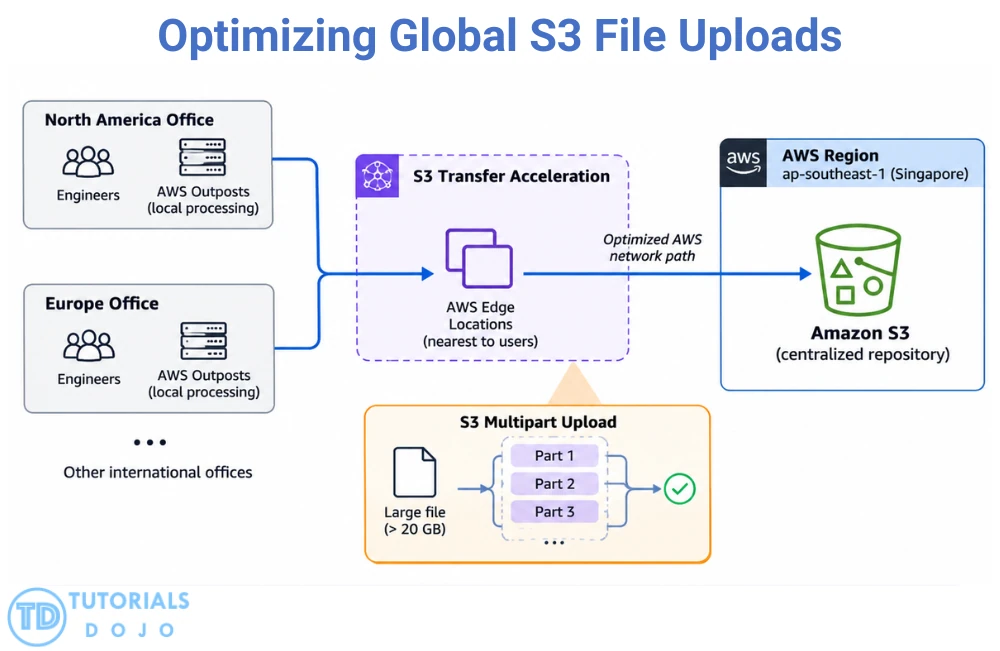 Optimizing Global S3 File Uploads
North America Office
Engineers
AWS Outposts
(local processing)
Europe Office
Engineers
AWS Outposts
(local processing)
•••
Other international offices
S3 Transfer Acceleration
AWS Edge
Locations
(nearest to users)
Optimized AWS
network path
aws
AWS Region
ap-southeast-1 (Singapore)
Amazon S3
(centralized repository)
S3 Multipart Upload
Large file
(> 20 GB)
Part 1
Part 2
Part 3
•••
TD
TUTORIALS
DOJO